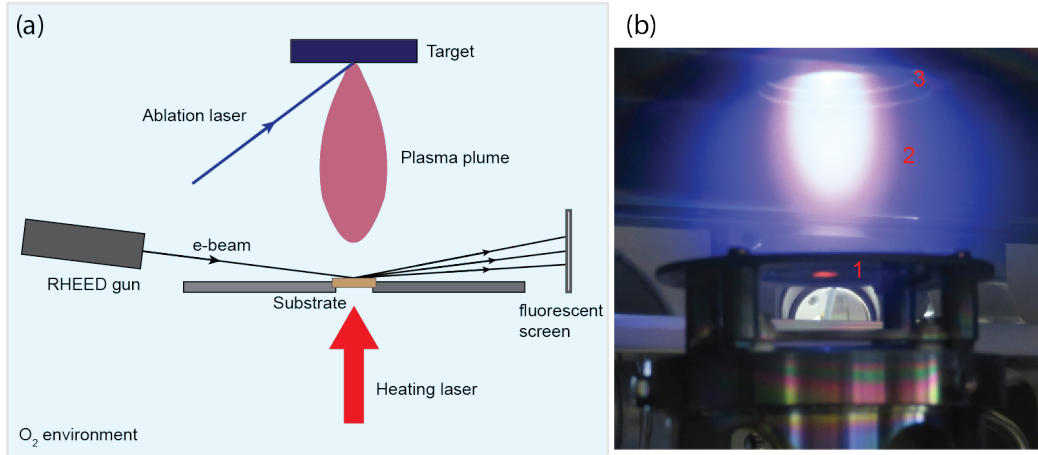 (a)
Target
Ablation laser
Plasma plume
e-beam
RHEED gun
Substrate
fluorescent
screen
Heating laser
O₂ environment
(b)
3
2
1